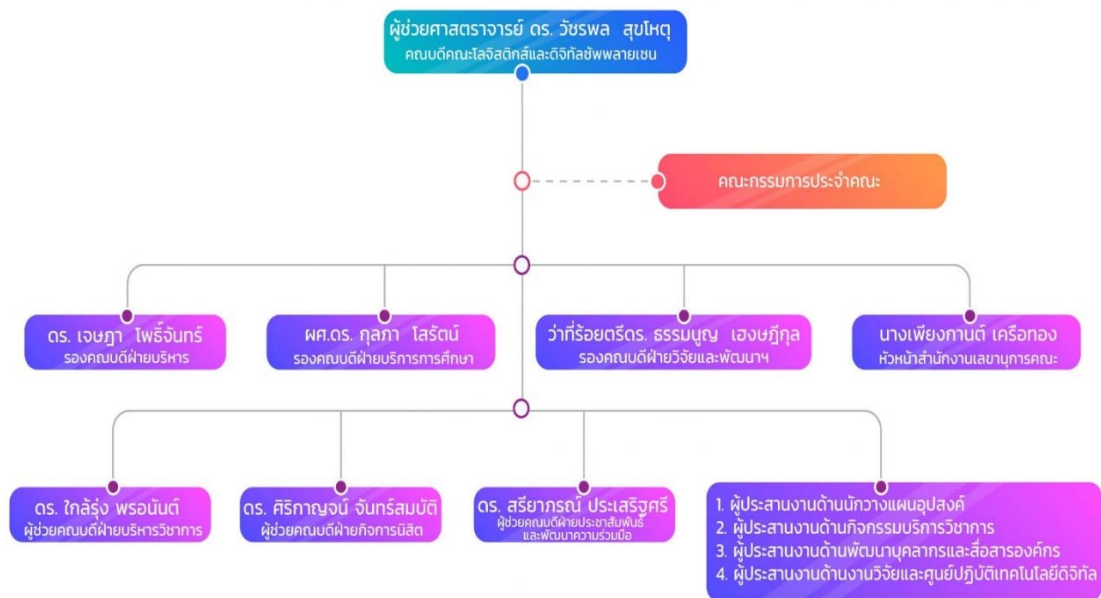 ผู้ช่วยศาสตราจารย์ ดร. วัชรพล สุขโหตุ
คณบดีคณะโลจิสติกส์และดิจิทัลซัพพลายเชน
คณะกรรมการประจำคณะ
ดร. เจษฎา โพธิ์จันทร์
รองคณบดีฝ่ายบริหาร
ผศ.ดร. กุลภา โสรัตน์
รองคณบดีฝ่ายบริการการศึกษา
ว่าที่ร้อยตรีดร. ธรรมนูญ เฮงษฎีกุล
รองคณบดีฝ่ายวิจัยและพัฒนาฯ
นางเพียงกานต์ เครือทอง
หัวหน้าสำนักงานเลขานุการคณะ
ดร. ใกล้รุ่ง พรอนันต์
ผู้ช่วยคณบดีฝ่ายบริหารวิชาการ
ดร. ศิริกาญจน์ จันทร์สมบัติ
ผู้ช่วยคณบดีฝ่ายกิจการนิสิต
ดร. สรียาภรณ์ ประเสริฐศรี
ผู้ช่วยคณบดีฝ่ายประชาสัมพันธ์
และพัฒนาความร่วมมือ
1. ผู้ประสานงานด้านนักวางแผนอุปสงค์
2. ผู้ประสานงานด้านกิจกรรมบริการวิชาการ
3. ผู้ประสานงานด้านพัฒนาบุคลากรและสื่อสารองค์กร
4. ผู้ประสานงานด้านงานวิจัยและศูนย์ปฏิบัติเทคโนโลยีดิจิทัล